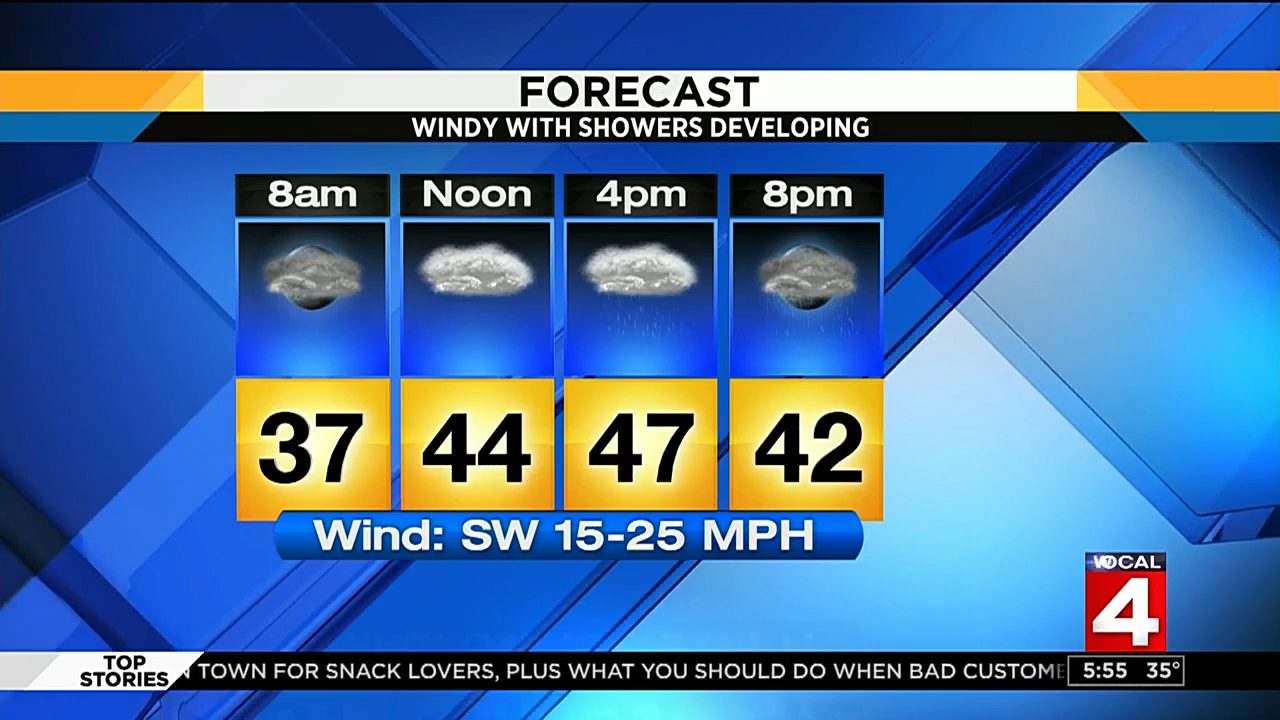 FORECAST
WINDY WITH SHOWERS DEVELOPING
8am Noon 4pm 8pm
37 44 47 42
Wind: SW 15-25 MPH
4
TOP STORIES
TOWN FOR SNACK LOVERS, PLUS WHAT YOU SHOULD DO WHEN BAD CUSTOME
5:55 35°